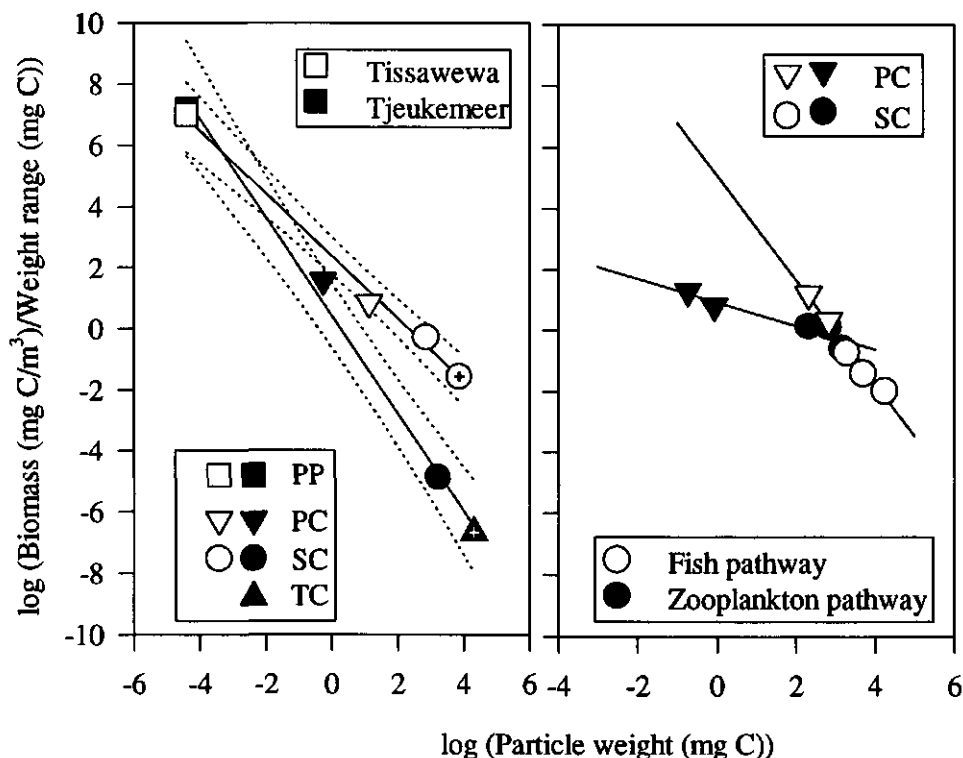 log (Biomass (mg C/m³)/Weight range (mg C))
10
8
6
4
2
0
-2
-4
-6
-8
-10
Tissawewa
Tjeukemeer
PP
PC
SC
TC
-6 -4 -2 0 2 4 6
PC
SC
Fish pathway
Zooplankton pathway
-4 -2 0 2 4 6
log (Particle weight (mg C))